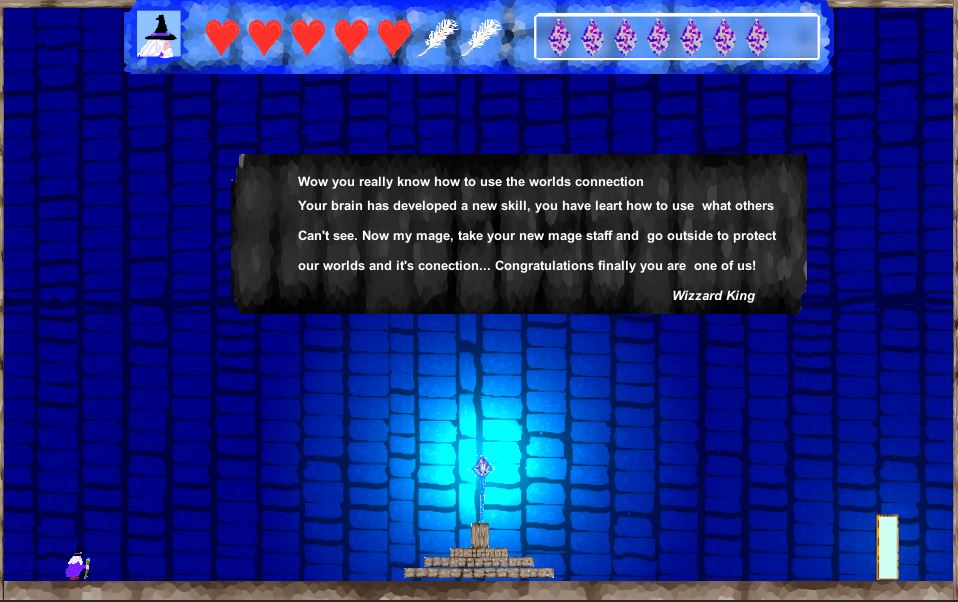 Wow you really know how to use the worlds connection
Your brain has developed a new skill, you have leart how to use what others
Can't see. Now my mage, take your new mage staff and go outside to protect
our worlds and it's conection... Congratulations finally you are one of us!
Wizzard King